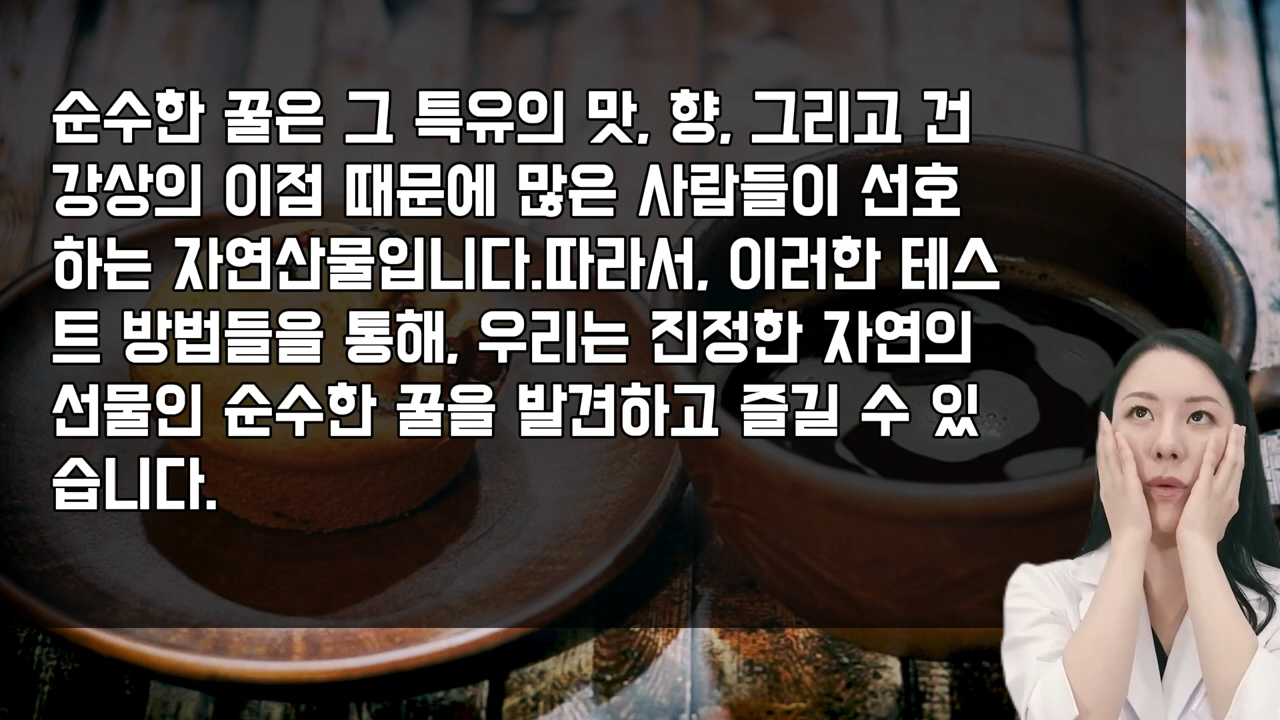 순수한 꿀은 그 특유의 맛, 향, 그리고 건
강상의 이점 때문에 많은 사람들이 선호
하는 자연산물입니다.따라서, 이러한 테스
트 방법들을 통해, 우리는 진정한 자연의
선물인 순수한 꿀을 발견하고 즐길 수 있
습니다.